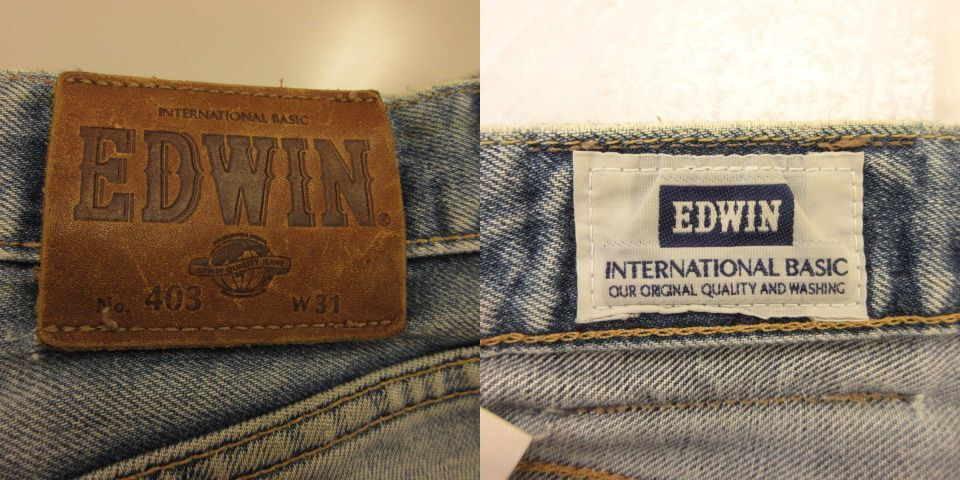 INTERNATIONAL BASIC
EDWIN.
No. 403 W31
EDWIN
INTERNATIONAL BASIC
OUR ORIGINAL QUALITY AND WASHING